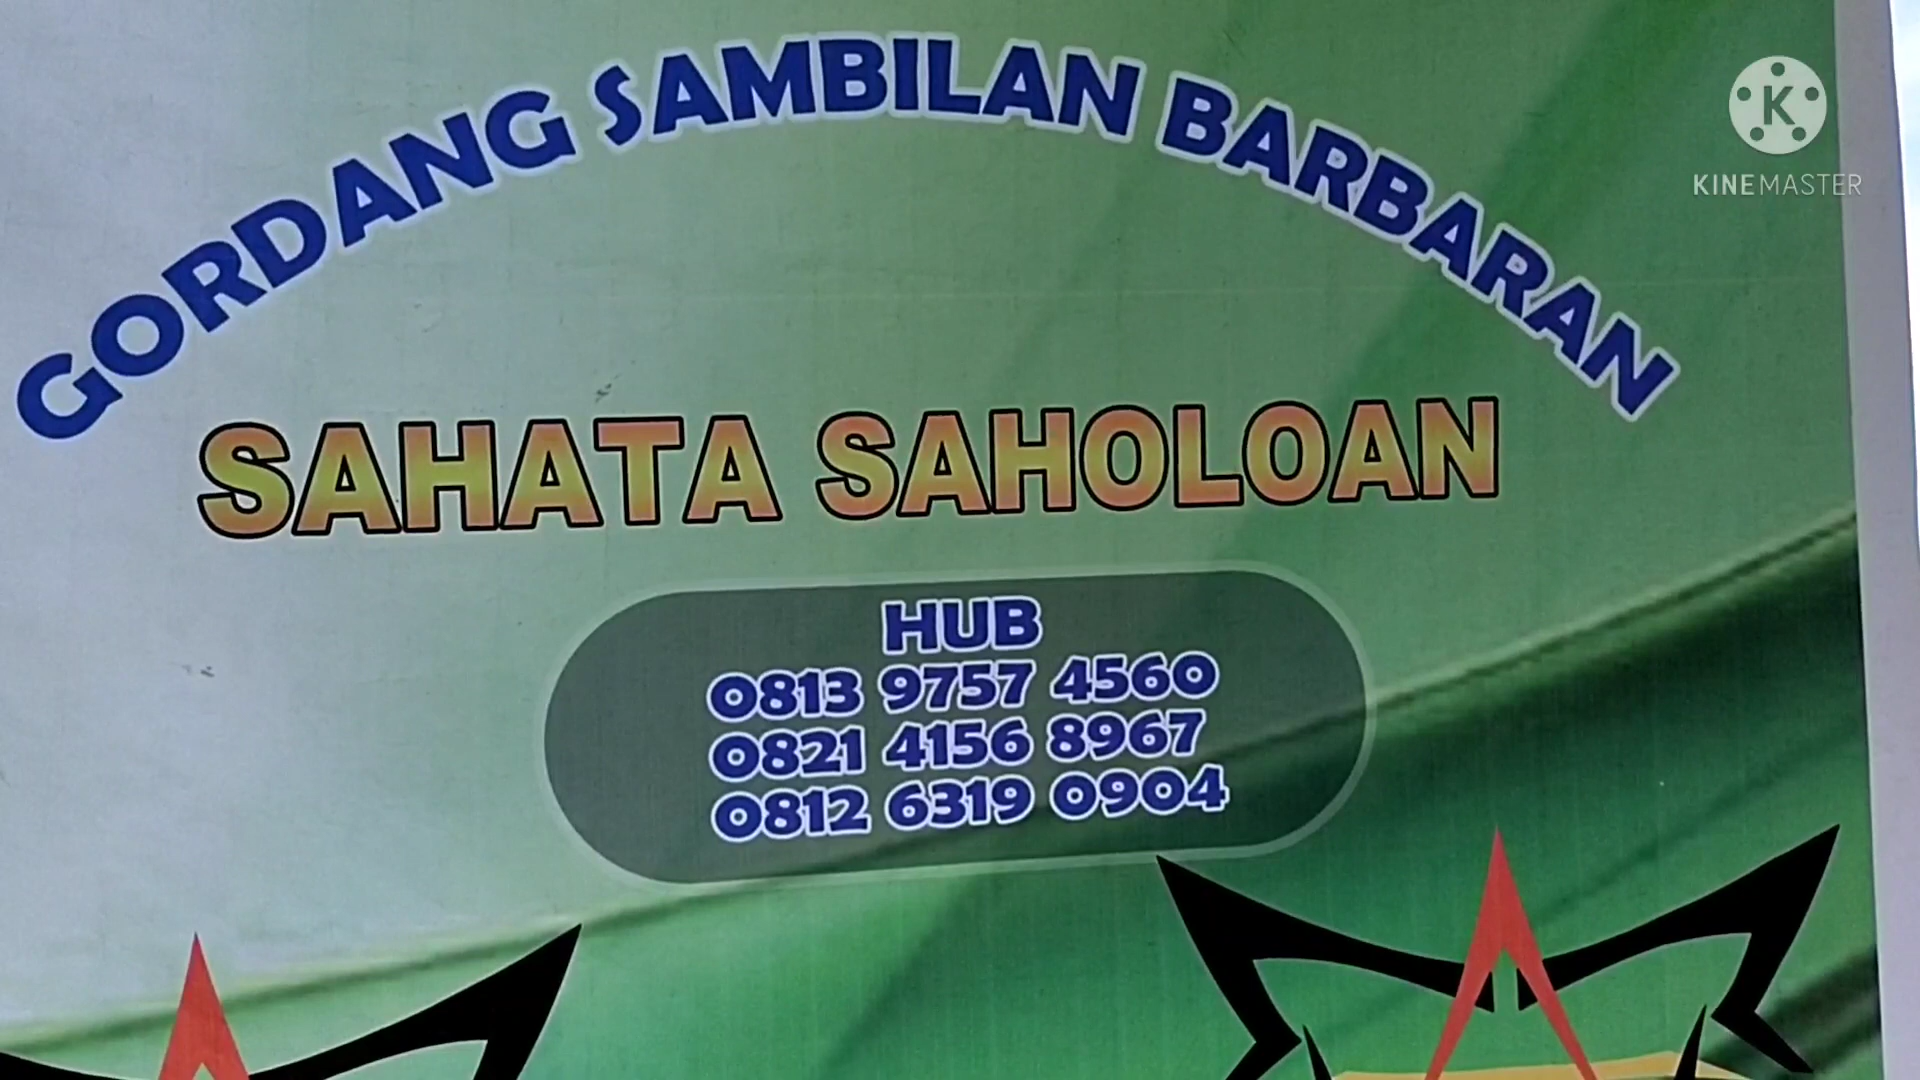 GORDANG SAMBILAN BARBARAN
SAHATA SAHOLOAN
HUB
0813 9757 4560
0821 4156 8967
0812 6319 0904
K
KINEMASTER